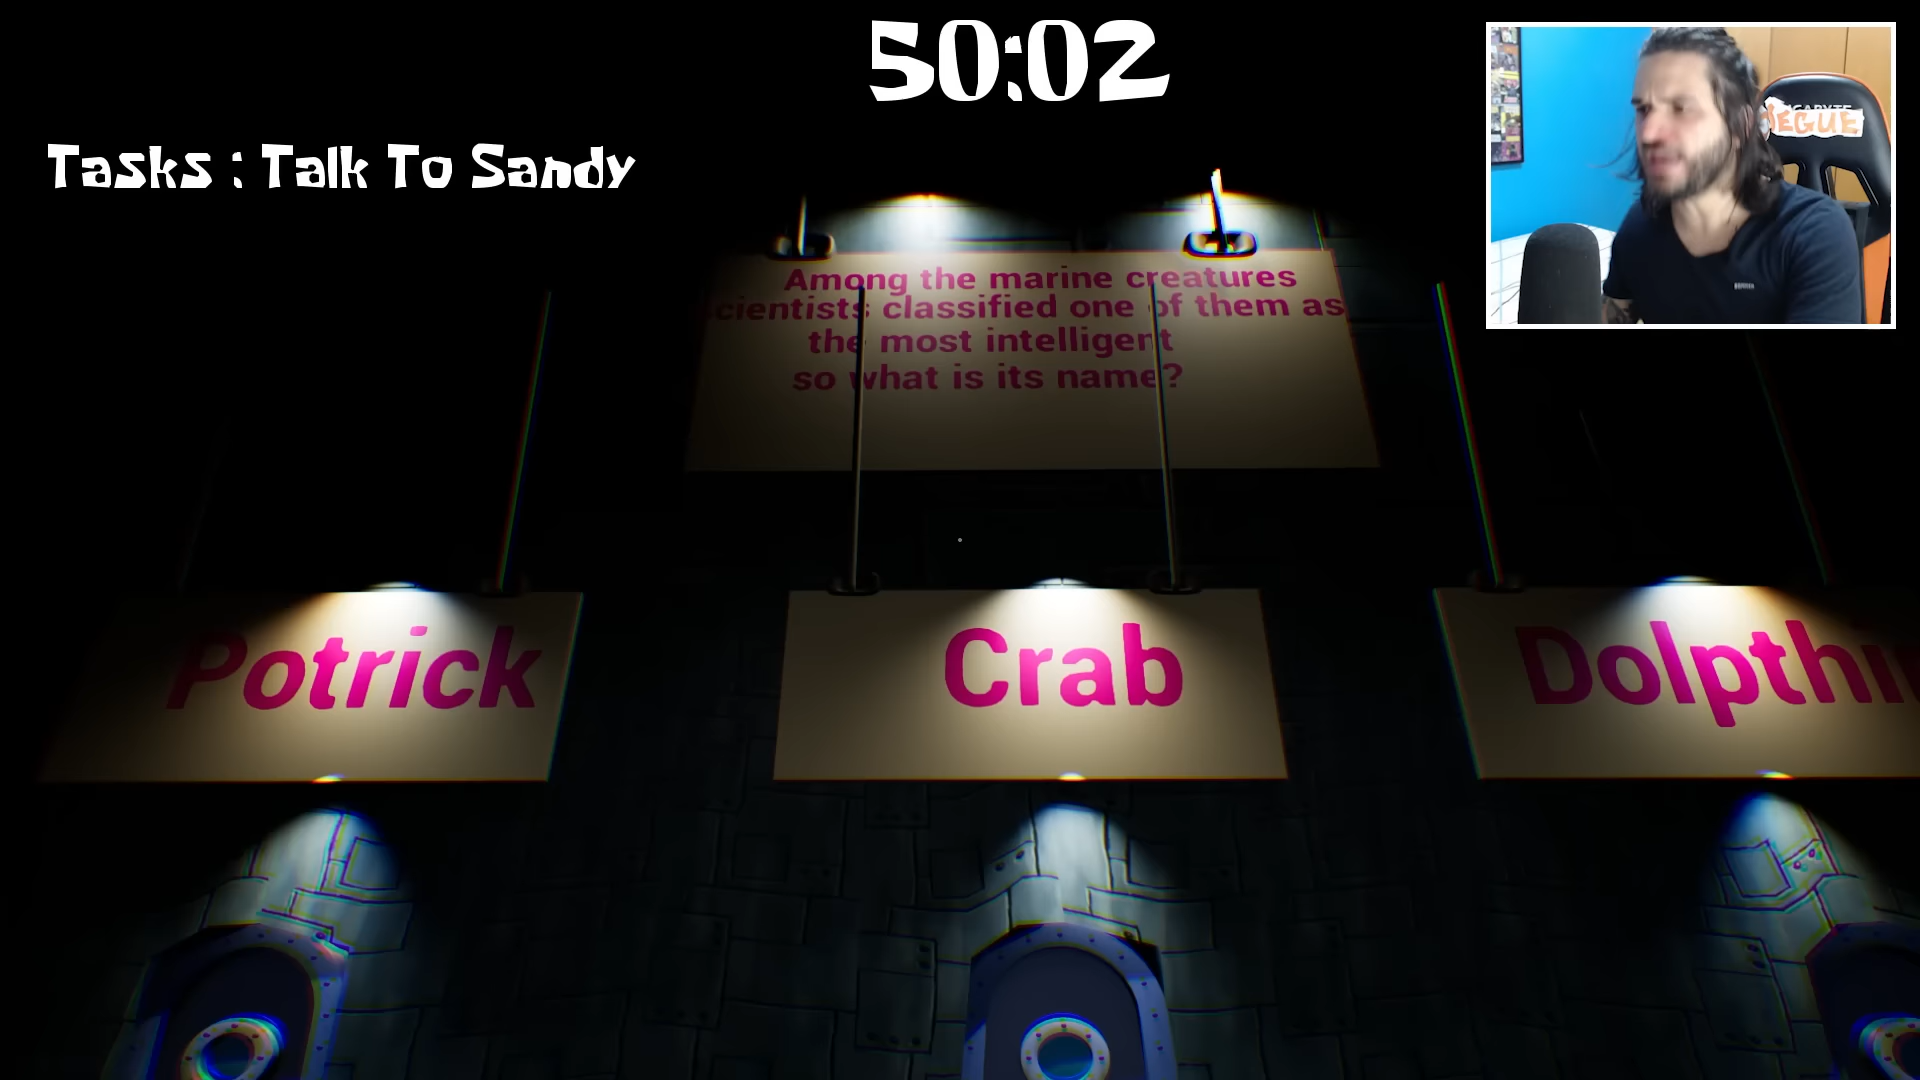 50:02
Tasks : Talk To Sandy
Among the marine creatures
scientists classified one of them as
the most intelligent
so what is its name?
Potrick
Crab
Dolpthin